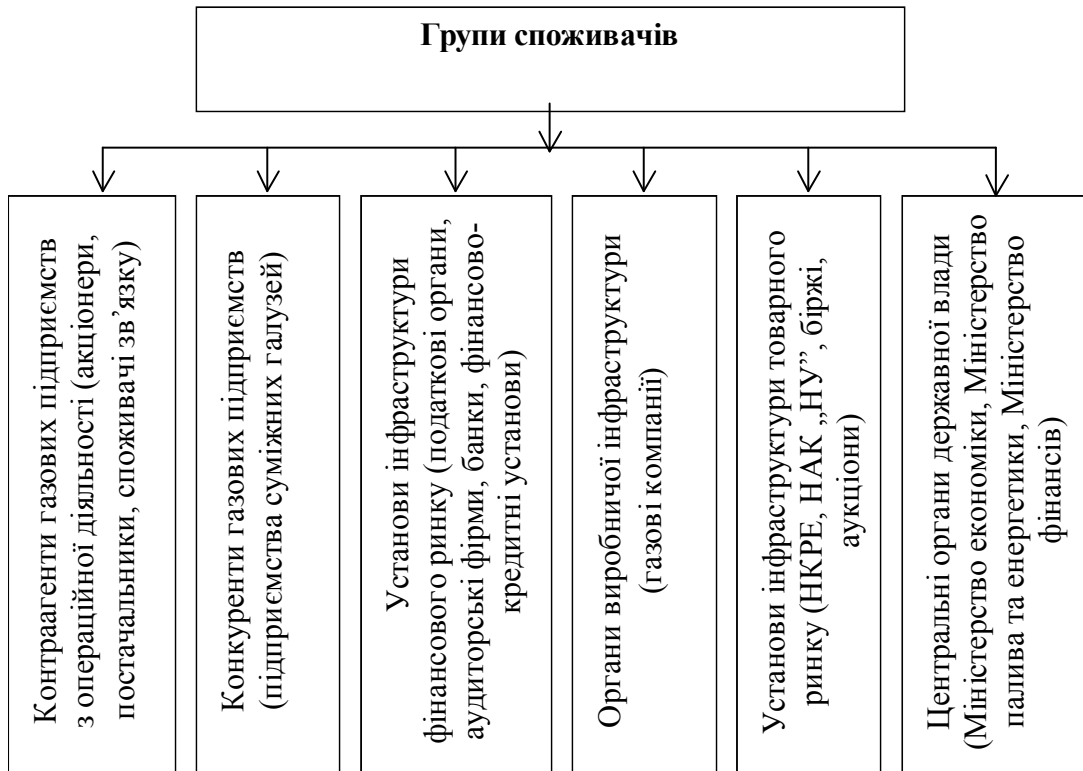 Групи споживачів
Контраагенти газових підприємств
з операційної діяльності (акціонери,
постачальники, споживачі зв’язку)
Конкуренти газових підприємств
(підприємства суміжних галузей)
Установи інфраструктури
фінансового ринку (податкові органи,
аудиторські фірми, банки, фінансово-
кредитні установи)
Органи виробничої інфраструктури
(газові компанії)
Установи інфраструктури товарного
ринку (НКРЕ, НАК „НУ”, біржі,
аукціони)
Центральні органи державної влади
(Міністерство економіки, Міністерство
палива та енергетики, Міністерство
фінансів)